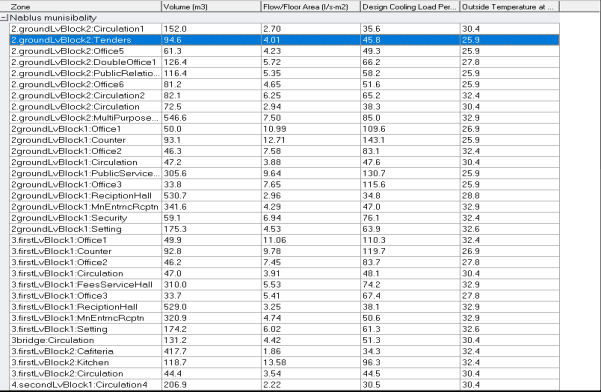 Zone Volume (m3) Flow/Floor Area (l/s-m2) Design Cooling Load Per... Outside Temperature at ...
Nablus munisibality
2.groundLvBlock2:Circulation1 152.0 2.70 35.6 30.4
2.groundLvBlock2:Tenders 94.6 4.01 45.8 25.9
2.groundLvBlock2:Office5 61.3 4.23 49.3 25.9
2.groundLvBlock2:DoubleOffice1 126.4 5.72 66.2 27.8
2.groundLvBlock2:PublicRelatio... 116.4 5.35 58.2 25.9
2.groundLvBlock2:Office6 81.2 4.65 51.6 25.9
2.groundLvBlock2:Circulation2 82.1 6.25 65.2 32.4
2.groundLvBlock2:Circulation 72.5 2.94 38.3 30.4
2.groundLvBlock2:MultiPurpose... 546.6 7.50 85.0 32.9
2groundLvBlock1:Office1 50.0 10.99 109.6 26.9
2groundLvBlock1:Counter 93.1 12.71 143.1 25.9
2groundLvBlock1:Office2 46.3 7.58 83.1 32.4
2groundLvBlock1:Circulation 47.2 3.88 47.6 30.4
2groundLvBlock1:PublicService... 305.6 9.64 130.7 25.9
2groundLvBlock1:Office3 33.8 7.65 115.6 25.9
2groundLvBlock1:ReciptionHall 530.7 2.96 34.8 28.8
2groundLvBlock1:MnEntrncRcptn 341.6 4.29 47.0 32.9
2groundLvBlock1:Security 59.1 6.94 76.1 32.4
2groundLvBlock1:Setting 175.3 4.53 63.9 32.6
3.firstLvBlock1:Office1 49.9 11.06 110.3 32.4
3.firstLvBlock1:Counter 92.8 9.78 119.7 26.9
3.firstLvBlock1:Office2 46.2 7.45 83.7 27.8
3.firstLvBlock1:Circulation 47.0 3.91 48.1 30.4
3.firstLvBlock1:FeesServiceHall 310.0 5.53 74.2 32.9
3.firstLvBlock1:Office3 33.7 5.41 67.4 27.8
3.firstLvBlock1:ReciptionHall 529.0 3.25 38.1 32.9
3.firstLvBlock1:MnEntrncRcptn 320.9 4.74 50.6 32.9
3.firstLvBlock1:Setting 174.2 6.02 61.3 32.6
3bridge:Circulation 131.2 4.42 51.3 30.4
3.firstLvBlock2:Cafiteria 417.7 1.86 34.3 32.4
3.firstLvBlock2:Kitchen 118.7 13.58 96.3 32.4
3.firstLvBlock2:Circulation 44.4 3.54 44.5 30.4
4.secondLvBlock1:Circulation4 206.9 2.22 30.5 30.4